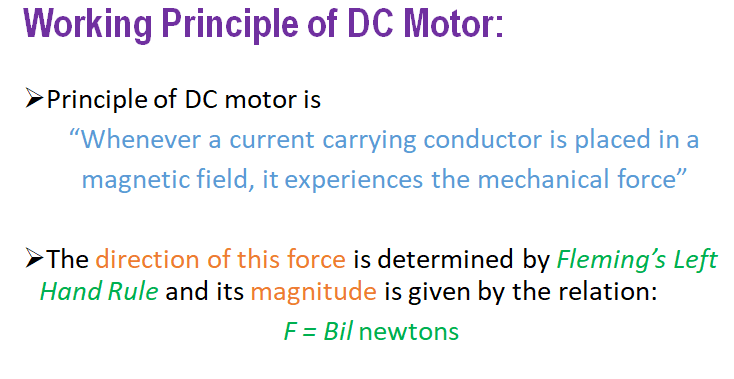 Working Principle of DC Motor:
➢Principle of DC motor is
“Whenever a current carrying conductor is placed in a
magnetic field, it experiences the mechanical force”
➢The direction of this force is determined by Fleming’s Left
Hand Rule and its magnitude is given by the relation:
F = Bil newtons